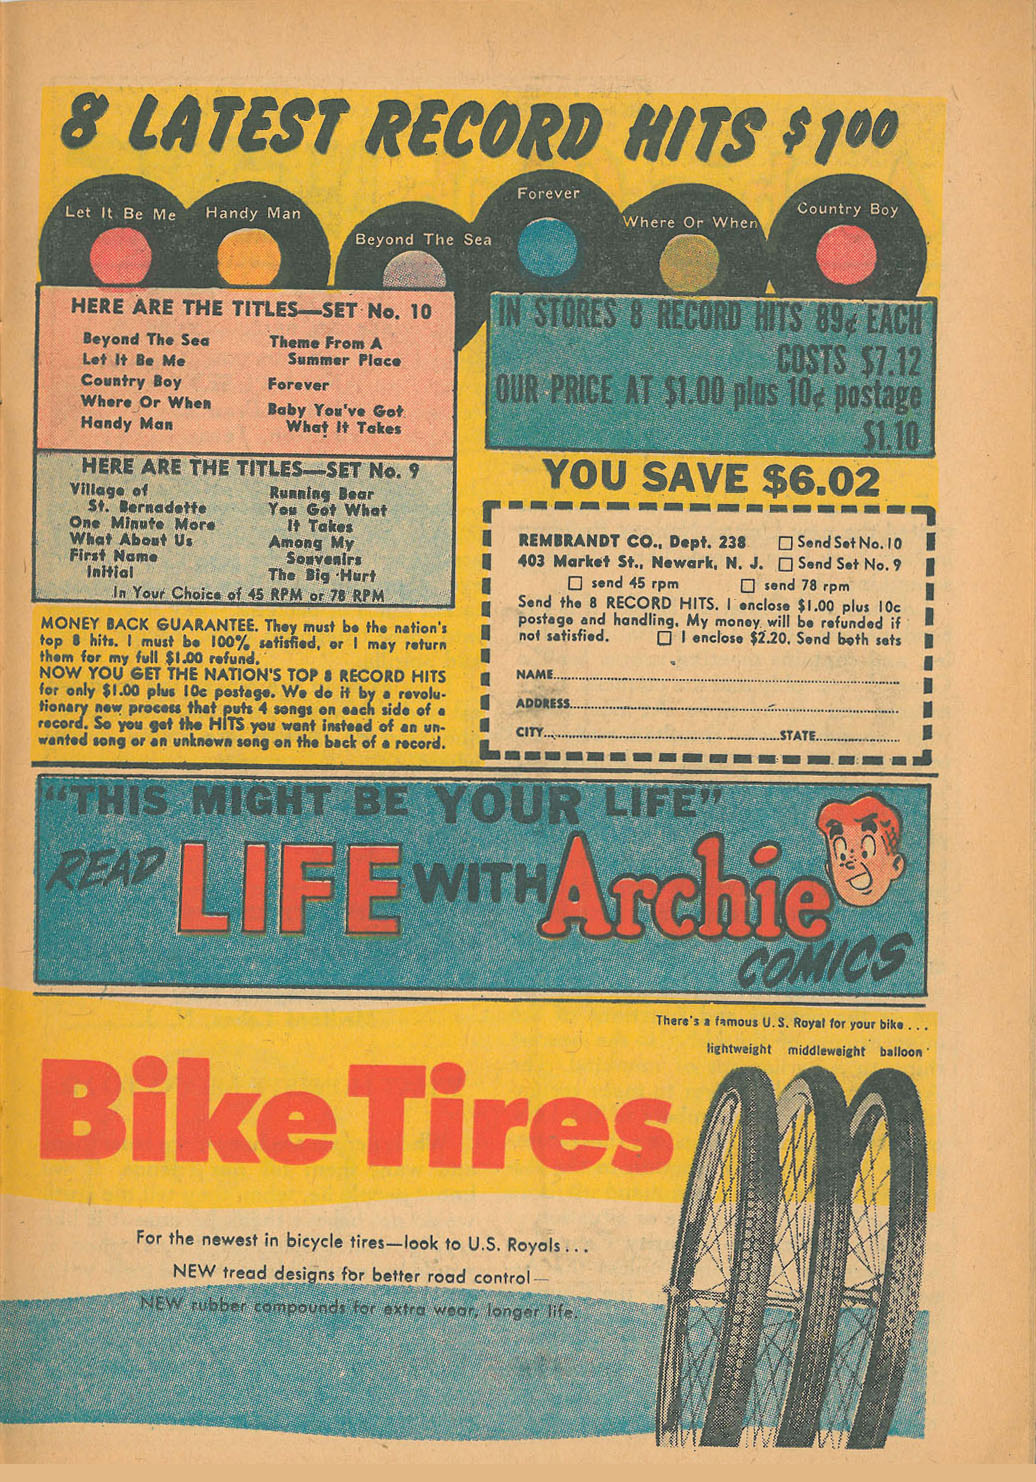 8 LATEST RECORD HITS $1⁰⁰
Let It Be Me
Handy Man
Beyond The Sea
Forever
Where Or When
Country Boy
HERE ARE THE TITLES—SET No. 10
Beyond The Sea
Let It Be Me
Country Boy
Where Or When
Handy Man
Theme From A
Summer Place
Forever
Baby You've Got
What It Takes
HERE ARE THE TITLES—SET No. 9
Village of
St. Bernadette
One Minute More
What About Us
First Name
Initial
Running Bear
You Got What
It Takes
Among My
Souvenirs
The Big Hurt
In Your Choice of 45 RPM or 78 RPM
MONEY BACK GUARANTEE. They must be the nation's
top 8 hits. I must be 100% satisfied, or I may return
them for my full $1.00 refund.
NOW YOU GET THE NATION'S TOP 8 RECORD HITS
for only $1.00 plus 10c postage. We do it by a revolu-
tionary new process that puts 4 songs on each side of a
record. So you get the HITS you want instead of an un-
wanted song or an unknown song on the back of a record.
IN STORES 8 RECORD HITS 89¢ EACH
COSTS $7.12
OUR PRICE AT $1.00 plus 10¢ postage
$1.10
YOU SAVE $6.02
REMBRANDT CO., Dept. 238 □ Send Set No. 10
403 Market St., Newark, N. J. □ Send Set No. 9
□ send 45 rpm □ send 78 rpm
Send the 8 RECORD HITS. I enclose $1.00 plus 10c
postage and handling. My money will be refunded if
not satisfied. □ I enclose $2.20. Send both sets
NAME
ADDRESS
CITY STATE
"THIS MIGHT BE YOUR LIFE"
READ LIFE WITH Archie
COMICS
There's a famous U.S. Royal for your bike . . .
lightweight middleweight balloon
Bike Tires
For the newest in bicycle tires—look to U.S. Royals . . .
NEW tread designs for better road control—
NEW rubber compounds for extra wear, longer life.